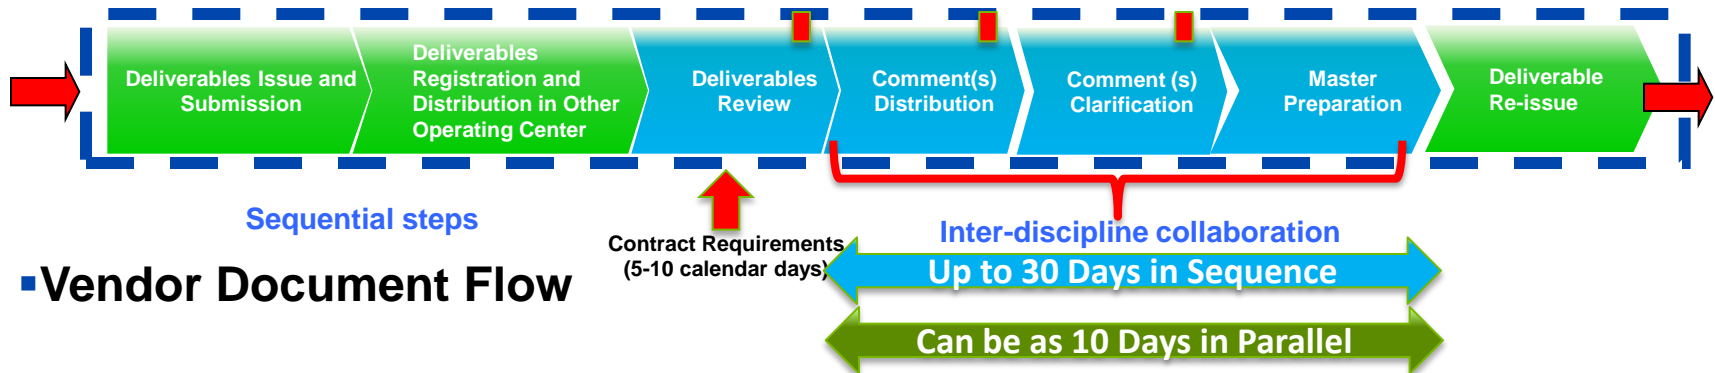 Deliverables Issue and
Submission
Deliverables
Registration and
Distribution in Other
Operating Center
Deliverables
Review
Comment(s)
Distribution
Comment (s)
Clarification
Master
Preparation
Deliverable
Re-issue
Sequential steps
Contract Requirements
(5-10 calendar days)
Inter-discipline collaboration
Up to 30 Days in Sequence
Can be as 10 Days in Parallel
▪Vendor Document Flow